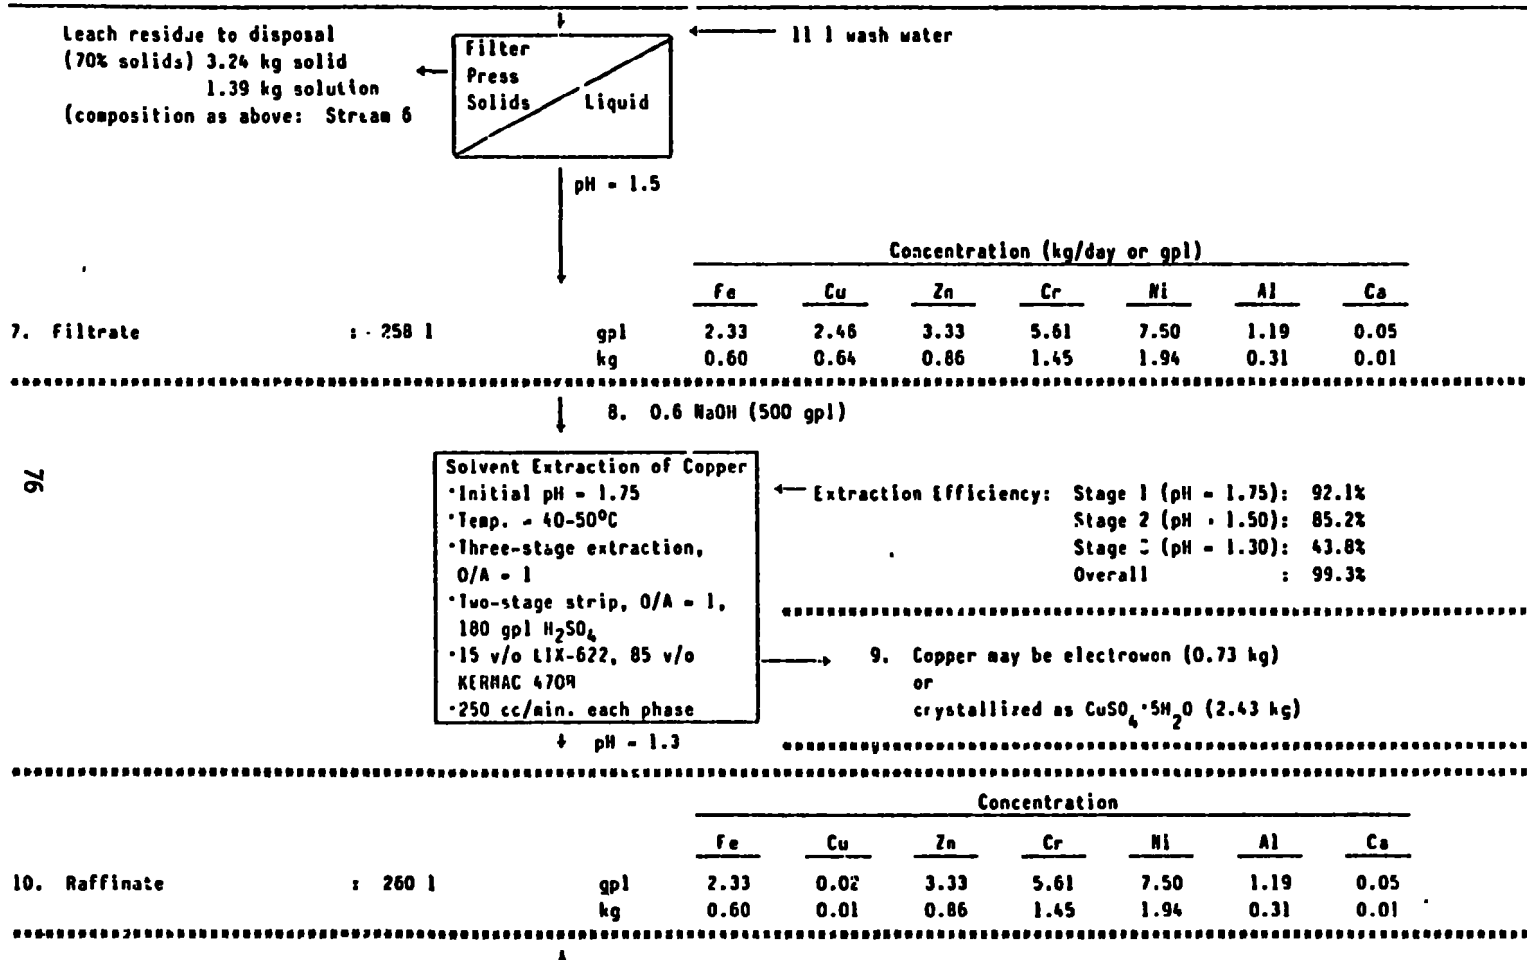 Leach residue to disposal
(70% solids) 3.24 kg solid
1.39 kg solution
(composition as above: Stream 6
Filter
Press
Solids Liquid
11 l wash water
pH = 1.5
Concentration (kg/day or gpl)
Fe Cu Zn Cr Ni Al Ca
7. Filtrate : 258 l gpl 2.33 2.46 3.33 5.61 7.50 1.19 0.05
kg 0.60 0.64 0.86 1.45 1.94 0.31 0.01
8. 0.6 NaOH (500 gpl)
76
Solvent Extraction of Copper
·Initial pH = 1.75
·Temp. = 40-50°C
·Three-stage extraction,
O/A = 1
·Two-stage strip, O/A = 1,
180 gpl H₂SO₄
·15 v/o LIX-622, 85 v/o
KERMAC
·250 cc/min. each phase
Extraction Efficiency: Stage 1 (pH = 1.75): 92.1%
Stage 2 (pH = 1.50): 85.2%
Stage (pH = 1.30): 43.8%
Overall : 99.3%
9. Copper may be electrowon (0.73 kg)
or
crystallized as CuSO₄·5H₂O (2.43 kg)
pH = 1.3
Concentration
Fe Cu Zn Cr Ni Al Ca
10. Raffinate : 260 l gpl 2.33 0.02 3.33 5.61 7.50 1.19 0.05
kg 0.60 0.01 0.86 1.45 1.94 0.31 0.01